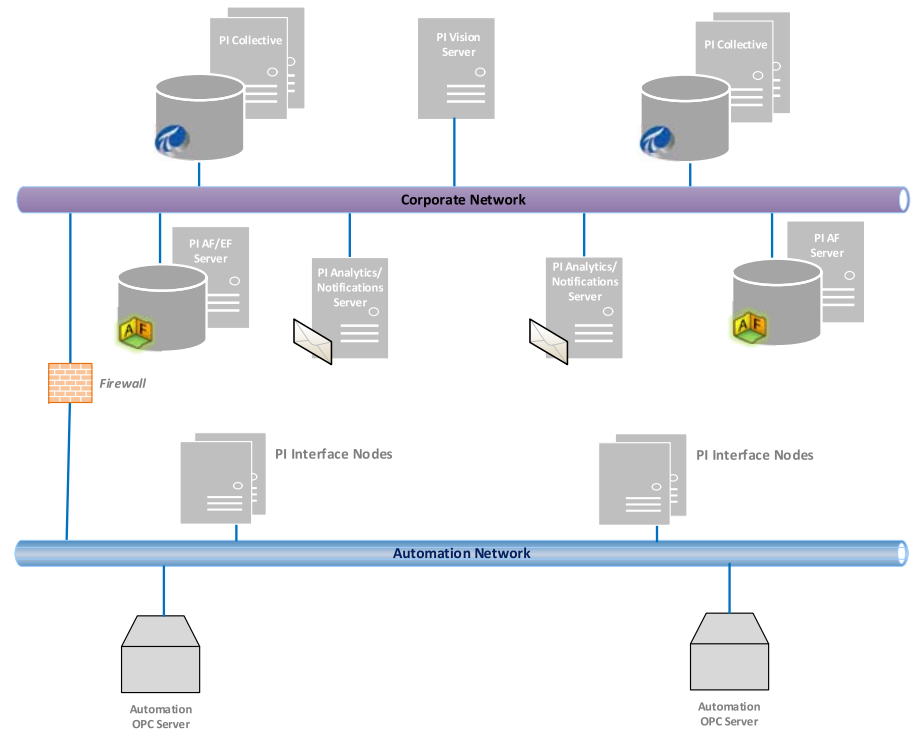 PI Collective
PI Vision
Server
PI Collective
Corporate Network
PI AF/EF
Server
PI Analytics/
Notifications
Server
PI Analytics/
Notifications
Server
PI AF
Server
A F
A F
Firewall
PI Interface Nodes
PI Interface Nodes
Automation Network
Automation
OPC Server
Automation
OPC Server